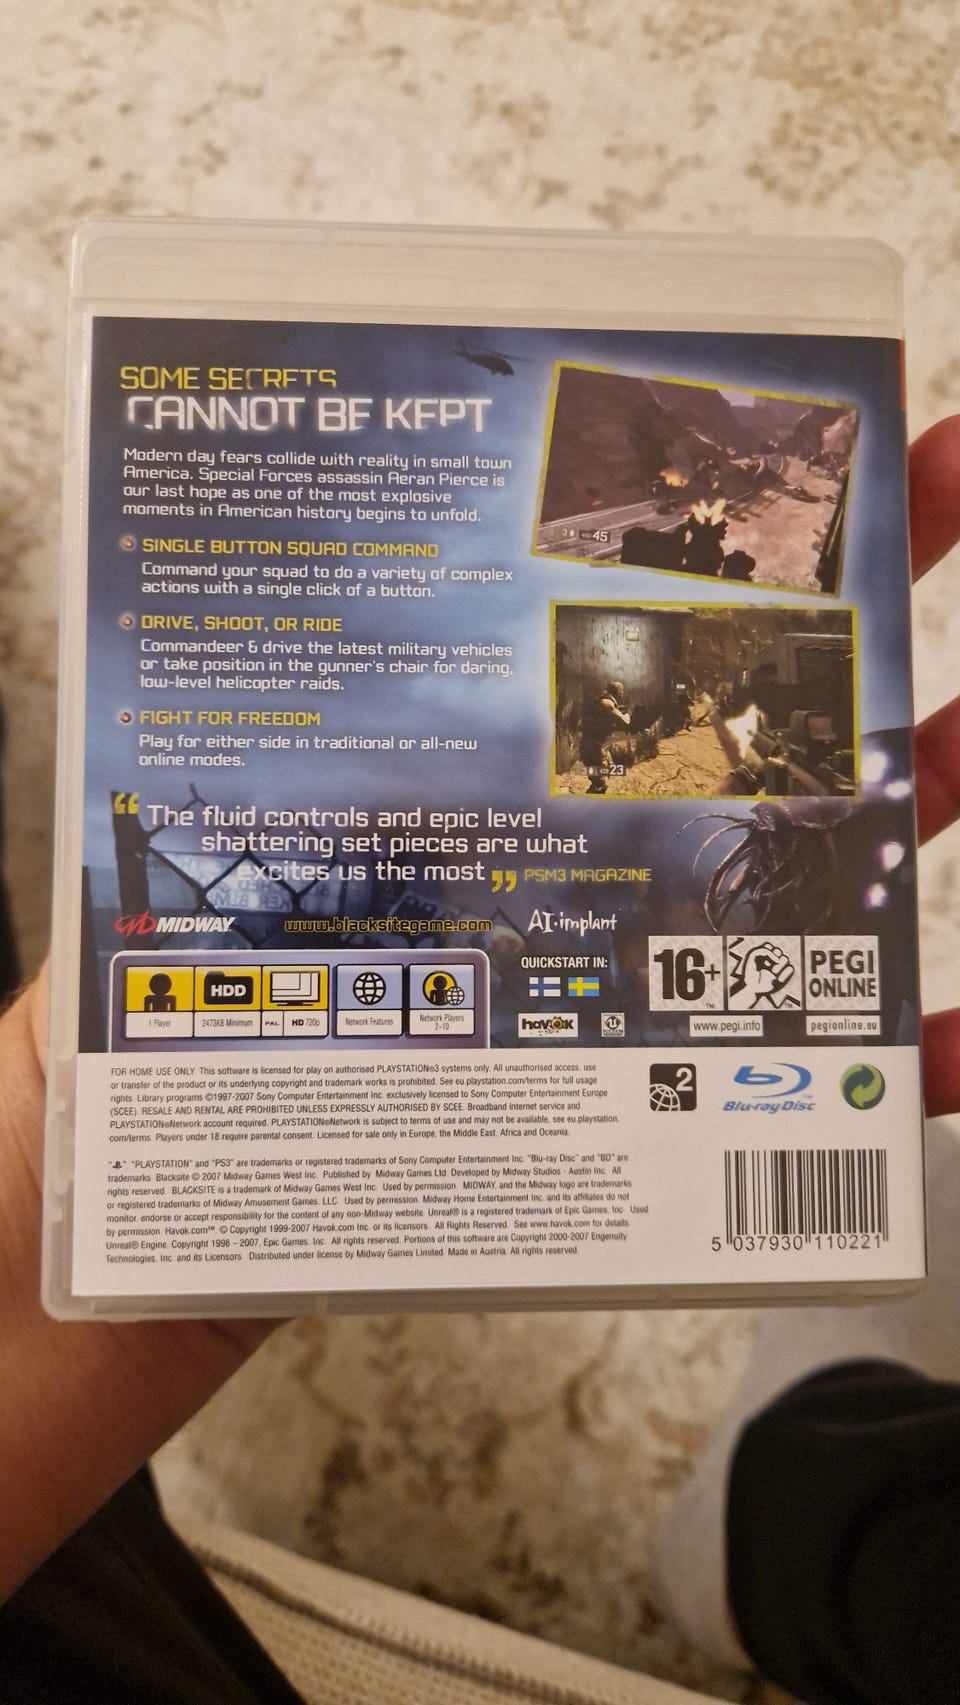 SOME SECRETS
CANNOT BE KEPT
Modern day fears collide with reality in small town
America. Special Forces assassin Aeran Pierce is
our last hope as one of the most explosive
moments in American history begins to unfold.
SINGLE BUTTON SQUAD COMMAND
Command your squad to do a variety of complex
actions with a single click of a button.
DRIVE, SHOOT, OR RIDE
Commandeer & drive the latest military vehicles
or take position in the gunner's chair for daring,
low-level helicopter raids.
FIGHT FOR FREEDOM
Play for either side in traditional or all-new
online modes.
3 45
3 23
“The fluid controls and epic level
shattering set pieces are what
excites us the most” PSM3 MAGAZINE
MIDWAY www.blacksitegame.com AI·implant
1 Player
HDD
2473KB Minimum
PAL HD 720p
Network Features
Network Players
2-10
QUICKSTART IN:
havok
16+
www.pegi.info
PEGI
ONLINE
pegionline.eu
FOR HOME USE ONLY. This software is licensed for play on authorised PLAYSTATION®3 systems only. All unauthorised access, use
or transfer of the product or its underlying copyright and trademark works is prohibited. See eu.playstation.com/terms for full usage
rights. Library programs ©1997-2007 Sony Computer Entertainment Inc. exclusively licensed to Sony Computer Entertainment Europe
(SCEE). RESALE AND RENTAL ARE PROHIBITED UNLESS EXPRESSLY AUTHORISED BY SCEE. Broadband internet service and
PLAYSTATION®Network account required. PLAYSTATION®Network is subject to terms of use and may not be available, see eu.playstation.
com/terms. Players under 18 require parental consent. Licensed for sale only in Europe, the Middle East, Africa and Oceania.
2
Blu-ray Disc
", "PLAYSTATION" and "PS3" are trademarks or registered trademarks of Sony Computer Entertainment Inc. "Blu-ray Disc" and "BD" are
trademarks. Blacksite © 2007 Midway Games West Inc. Published by Midway Games Ltd. Developed by Midway Studios - Austin Inc. All
rights reserved. BLACKSITE is a trademark of Midway Games West Inc. Used by permission. MIDWAY, and the Midway logo are trademarks
or registered trademarks of Midway Amusement Games, LLC. Used by permission. Midway Home Entertainment Inc. and its affiliates do not
monitor, endorse or accept responsibility for the content of any non-Midway website. Unreal® is a registered trademark of Epic Games, Inc. Used
by permission. Havok.com™, © Copyright 1999-2007 Havok.com Inc. or its licensors. All Rights Reserved. See www.havok.com for details.
Unreal® Engine, Copyright 1998 – 2007, Epic Games, Inc. All rights reserved. Portions of this software are Copyright 2000-2007 Engenuity
Technologies, Inc. and its Licensors. Distributed under license by Midway Games Limited. Made in Austria. All rights reserved.
5 037930 110221